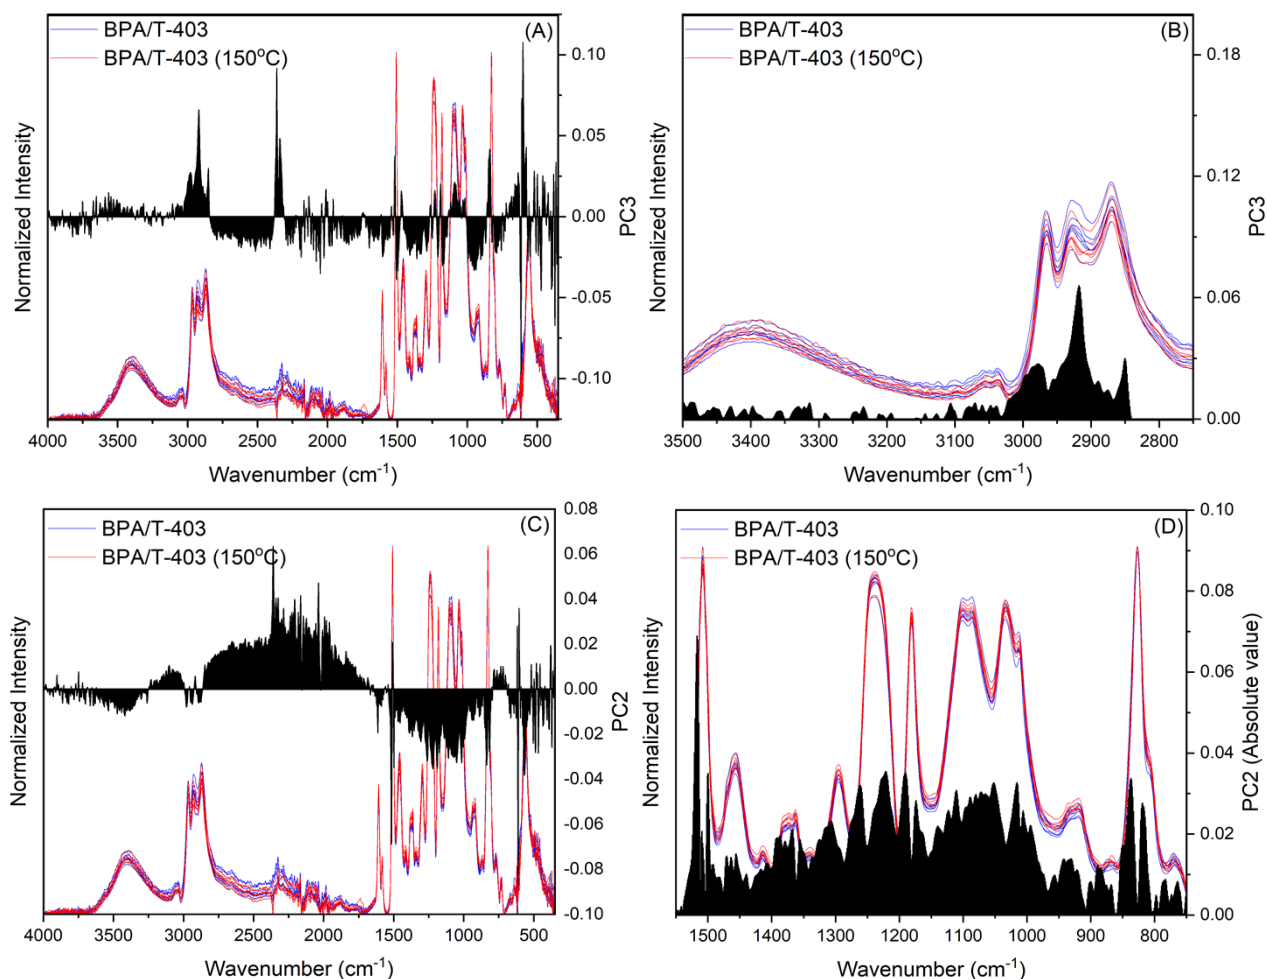 BPA/T-403
BPA/T-403 (150°C)
(A)
Normalized Intensity
0.10
0.05
0.00
-0.05
-0.10
PC3
4000 3500 3000 2500 2000 1500 1000 500
Wavenumber (cm-1)
BPA/T-403
BPA/T-403 (150°C)
(B)
Normalized Intensity
0.18
0.12
0.06
0.00
PC3
3500 3400 3300 3200 3100 3000 2900 2800
Wavenumber (cm-1)
BPA/T-403
BPA/T-403 (150°C)
(C)
Normalized Intensity
0.08
0.06
0.04
0.02
0.00
-0.02
-0.04
-0.06
-0.08
-0.10
PC2
4000 3500 3000 2500 2000 1500 1000 500
Wavenumber (cm-1)
BPA/T-403
BPA/T-403 (150°C)
(D)
Normalized Intensity
0.10
0.08
0.06
0.04
0.02
0.00
PC2 (Absolute value)
1500 1400 1300 1200 1100 1000 900 800
Wavenumber (cm-1)